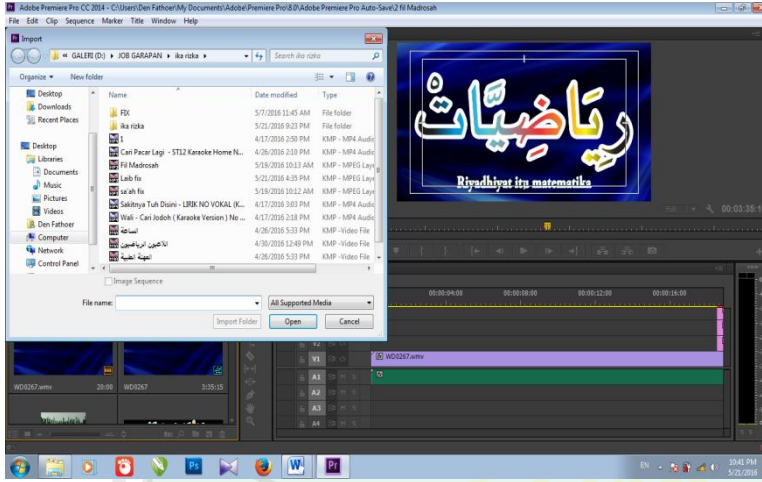 Adobe Premiere Pro CC 2014 - C:\Users\Den Fathoer\My Documents\Adobe\Premiere Pro\8.0\Adobe Premiere Pro Auto-Save\2 fil Madrosah
File Edit Clip Sequence Marker Title Window Help
Import
« GALERI (D:) ▸ JOB GARAPAN ▸ ika rizka ▸
Search ika rizka
Organize ▾ New folder
Desktop
Downloads
Recent Places
Desktop
Libraries
Documents
Music
Pictures
Videos
Den Fathoer
Computer
Network
Control Panel
Name Date modified Type
FIX 5/7/2016 11:45 AM File folder
ika rizka 5/21/2016 9:23 PM File folder
1 4/17/2016 2:50 PM KMP - MP4 Audic
Cari Pacar Lagi - ST12 Karaoke Home N... 4/26/2016 2:10 PM KMP - MP4 Audic
Fil Madrosah 5/19/2016 10:13 AM KMP - MPEG Laye
Laib fix 5/21/2016 4:35 PM KMP - MPEG Laye
sa'ah fix 5/19/2016 10:12 AM KMP - MPEG Laye
Sakitnya Tuh Disini - LIRIK NO VOKAL (K... 4/17/2016 3:03 PM KMP - MP4 Audic
Wali - Cari Jodoh ( Karaoke Version ) No ... 4/17/2016 2:18 PM KMP - MP4 Audic
الساعة 4/26/2016 5:33 PM KMP -Video File
اللاعبون الرياضيون 4/30/2016 12:49 PM KMP -Video File
المهنة الطبية 4/26/2016 5:33 PM KMP -Video File
Image Sequence
File name:
All Supported Media
Import Folder Open Cancel
رِيَاضِيَّاتْ
Riyadhiyat itu matematika
Full
00:03:35:1
00:00:04:00 00:00:08:00 00:00:12:00 00:00:16:00
V2
V1
WD0267.wmv
A1 M S
A2 M S
A3 M S
A4 M S
WD0267.wmv 20:00
WD0267 3:35:15
EN
10:41 PM
5/21/2016